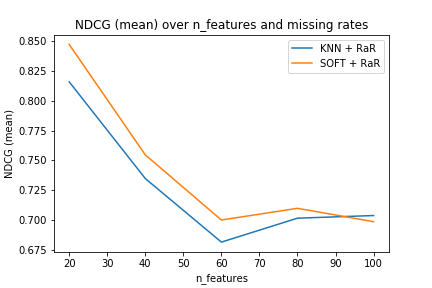 NDCG (mean) over n_features and missing rates
KNN + RaR
SOFT + RaR
NDCG (mean)
0.850
0.825
0.800
0.775
0.750
0.725
0.700
0.675
20 30 40 50 60 70 80 90 100
n_features